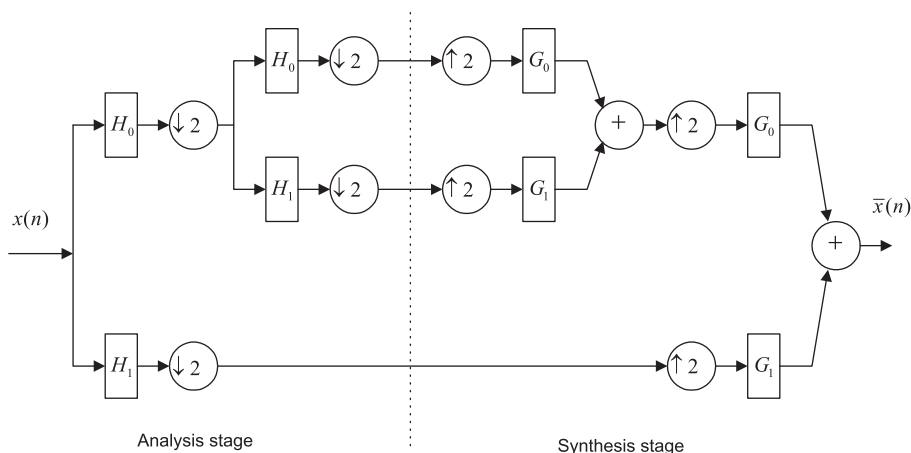 H₀ ↓2 ↑2 G₀
H₀ ↓2 + ↑2 G₀
H₁ ↓2 ↑2 G₁
x(n) x̅(n)
+
H₁ ↓2 ↑2 G₁
Analysis stage Synthesis stage